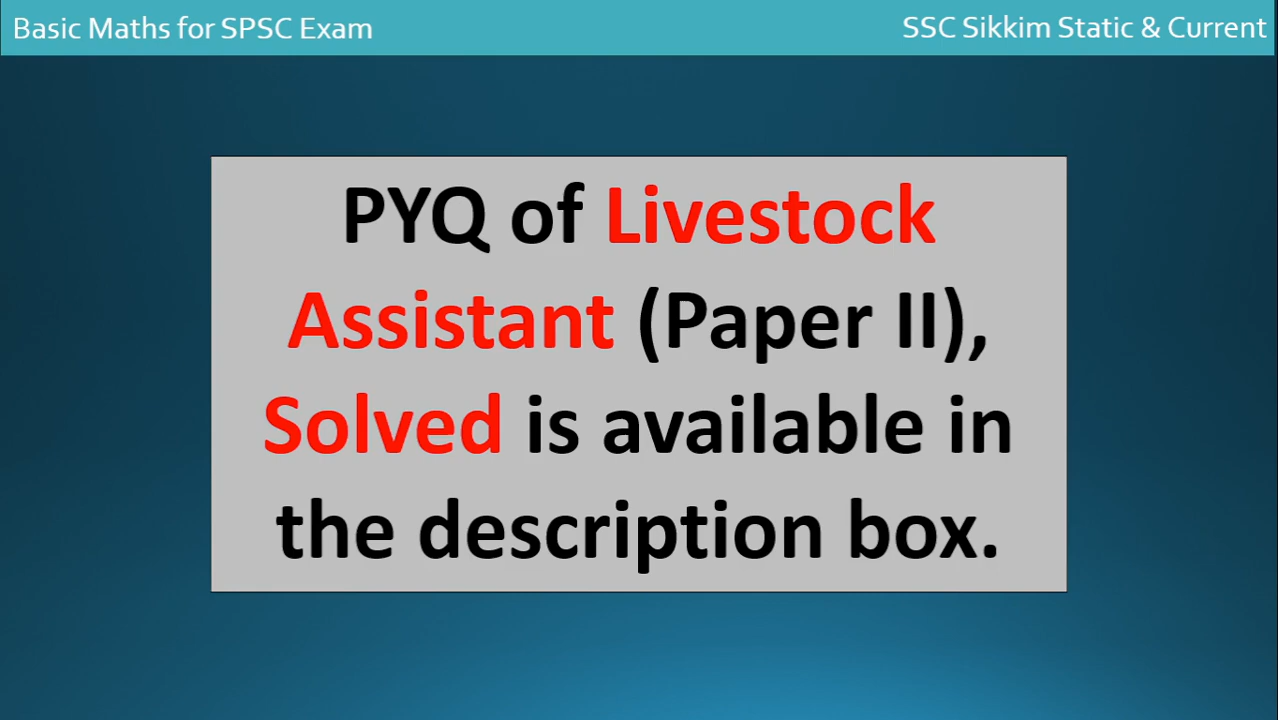 Basic Maths for SPSC Exam
SSC Sikkim Static & Current
PYQ of Livestock
Assistant (Paper II),
Solved is available in
the description box.